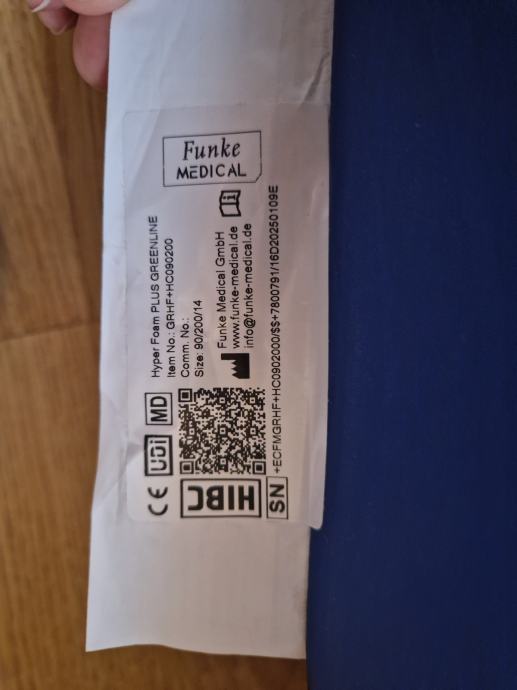 Funke
MEDICAL
CE
UDI
MD
Hyper Foam PLUS GREENLINE
Item No.: GRHF+HC090200
Comm. No.:
Size: 90/200/14
Funke Medical GmbH
www.funke-medical.de
info@funke-medical.de
HIBC
SN
+ECFMGRHF+HC0902000/$$+7800791/16D20250109E